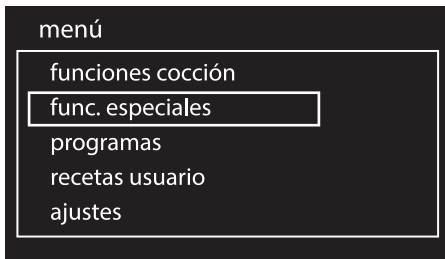 menú
funciones cocción
func. especiales
programas
recetas usuario
ajustes